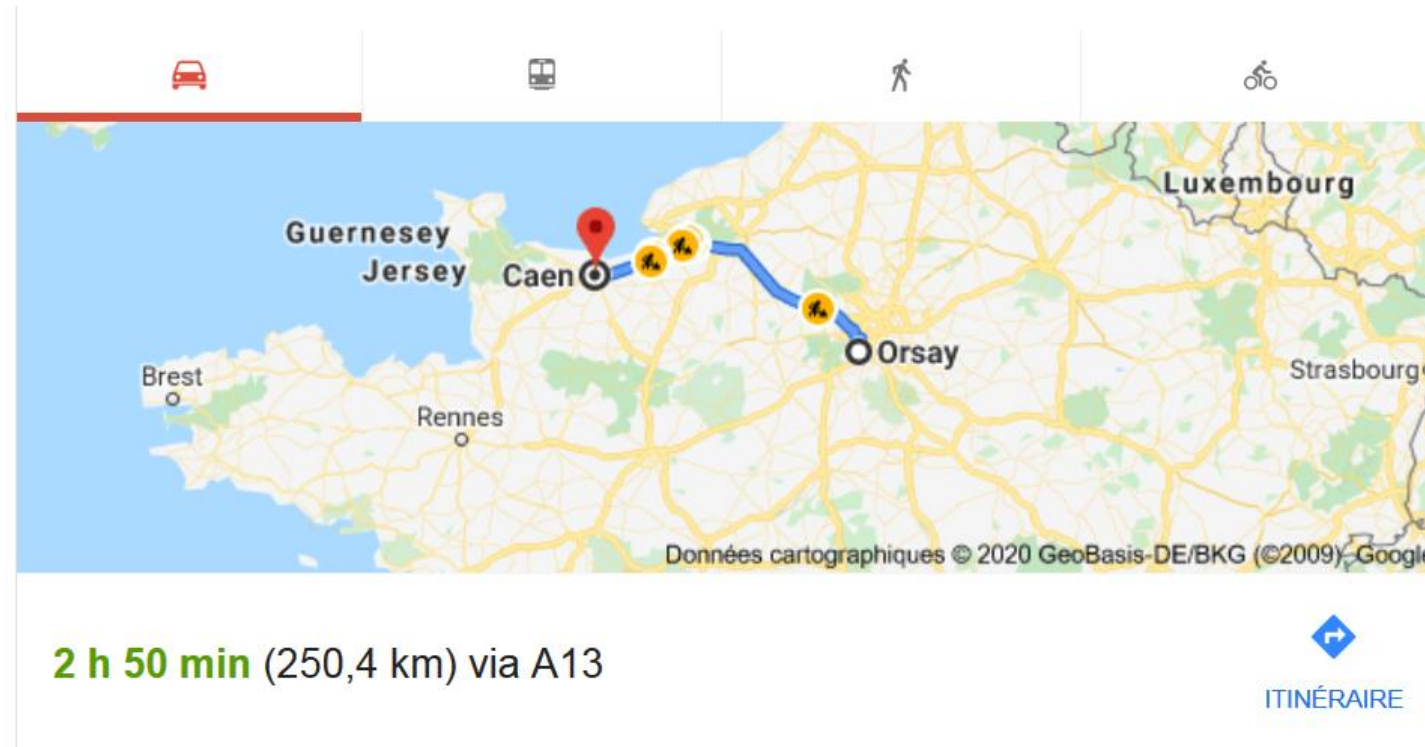 Luxembourg
Guernesey
Jersey
Caen
Orsay
Brest
Strasbourg
Rennes
Données cartographiques © 2020 GeoBasis-DE/BKG (©2009), Google
2 h 50 min (250,4 km) via A13
ITINÉRAIRE